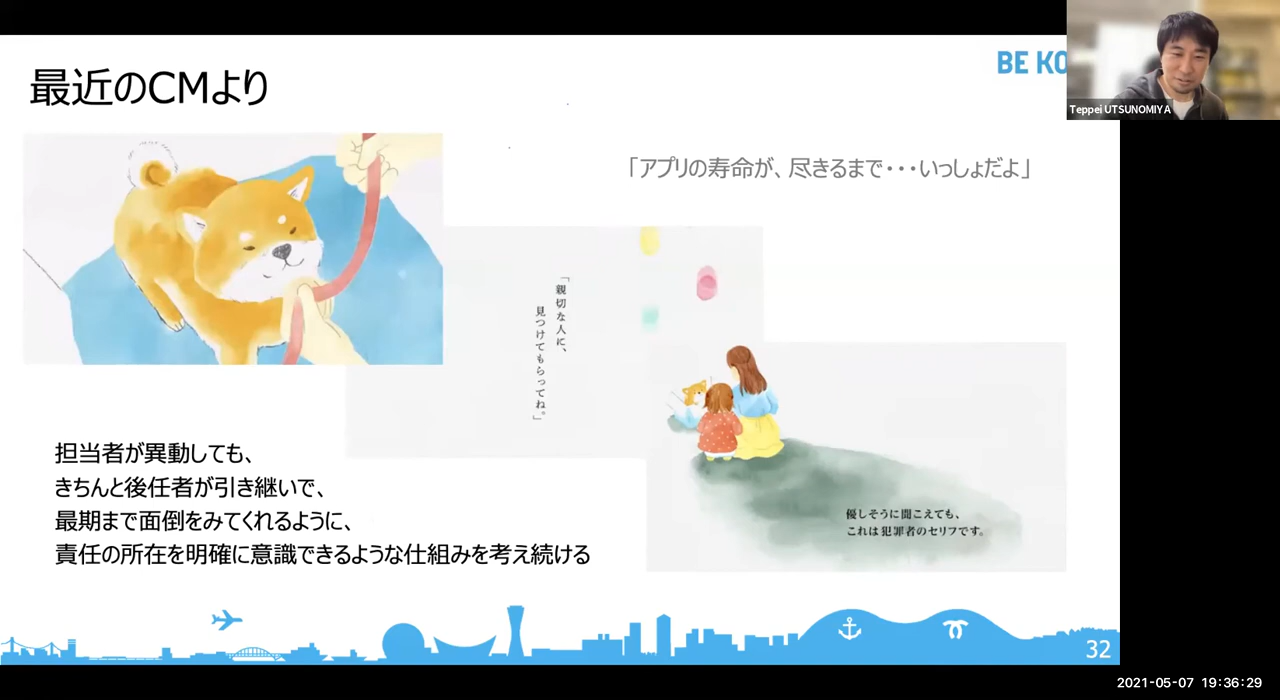 最近のCMより
BE KO
Teppei UTSUNOMIYA
「アプリの寿命が、尽きるまで・・・いっしょだよ」
「親切な人に、
見つけてもらってね。」
担当者が異動しても、
きちんと後任者が引き継いで、
最期まで面倒をみてくれるように、
責任の所在を明確に意識できるような仕組みを考え続ける
優しそうに聞こえても、
これは犯罪者のセリフです。
32
2021-05-07 19:36:29